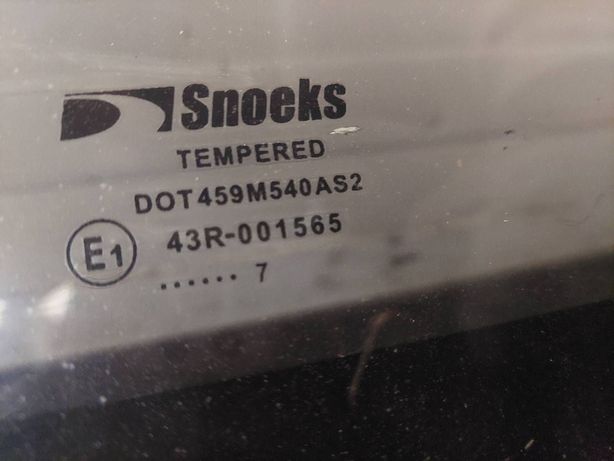 Snoeks
TEMPERED
DOT459M540AS2
E1 43R-001565
...... 7